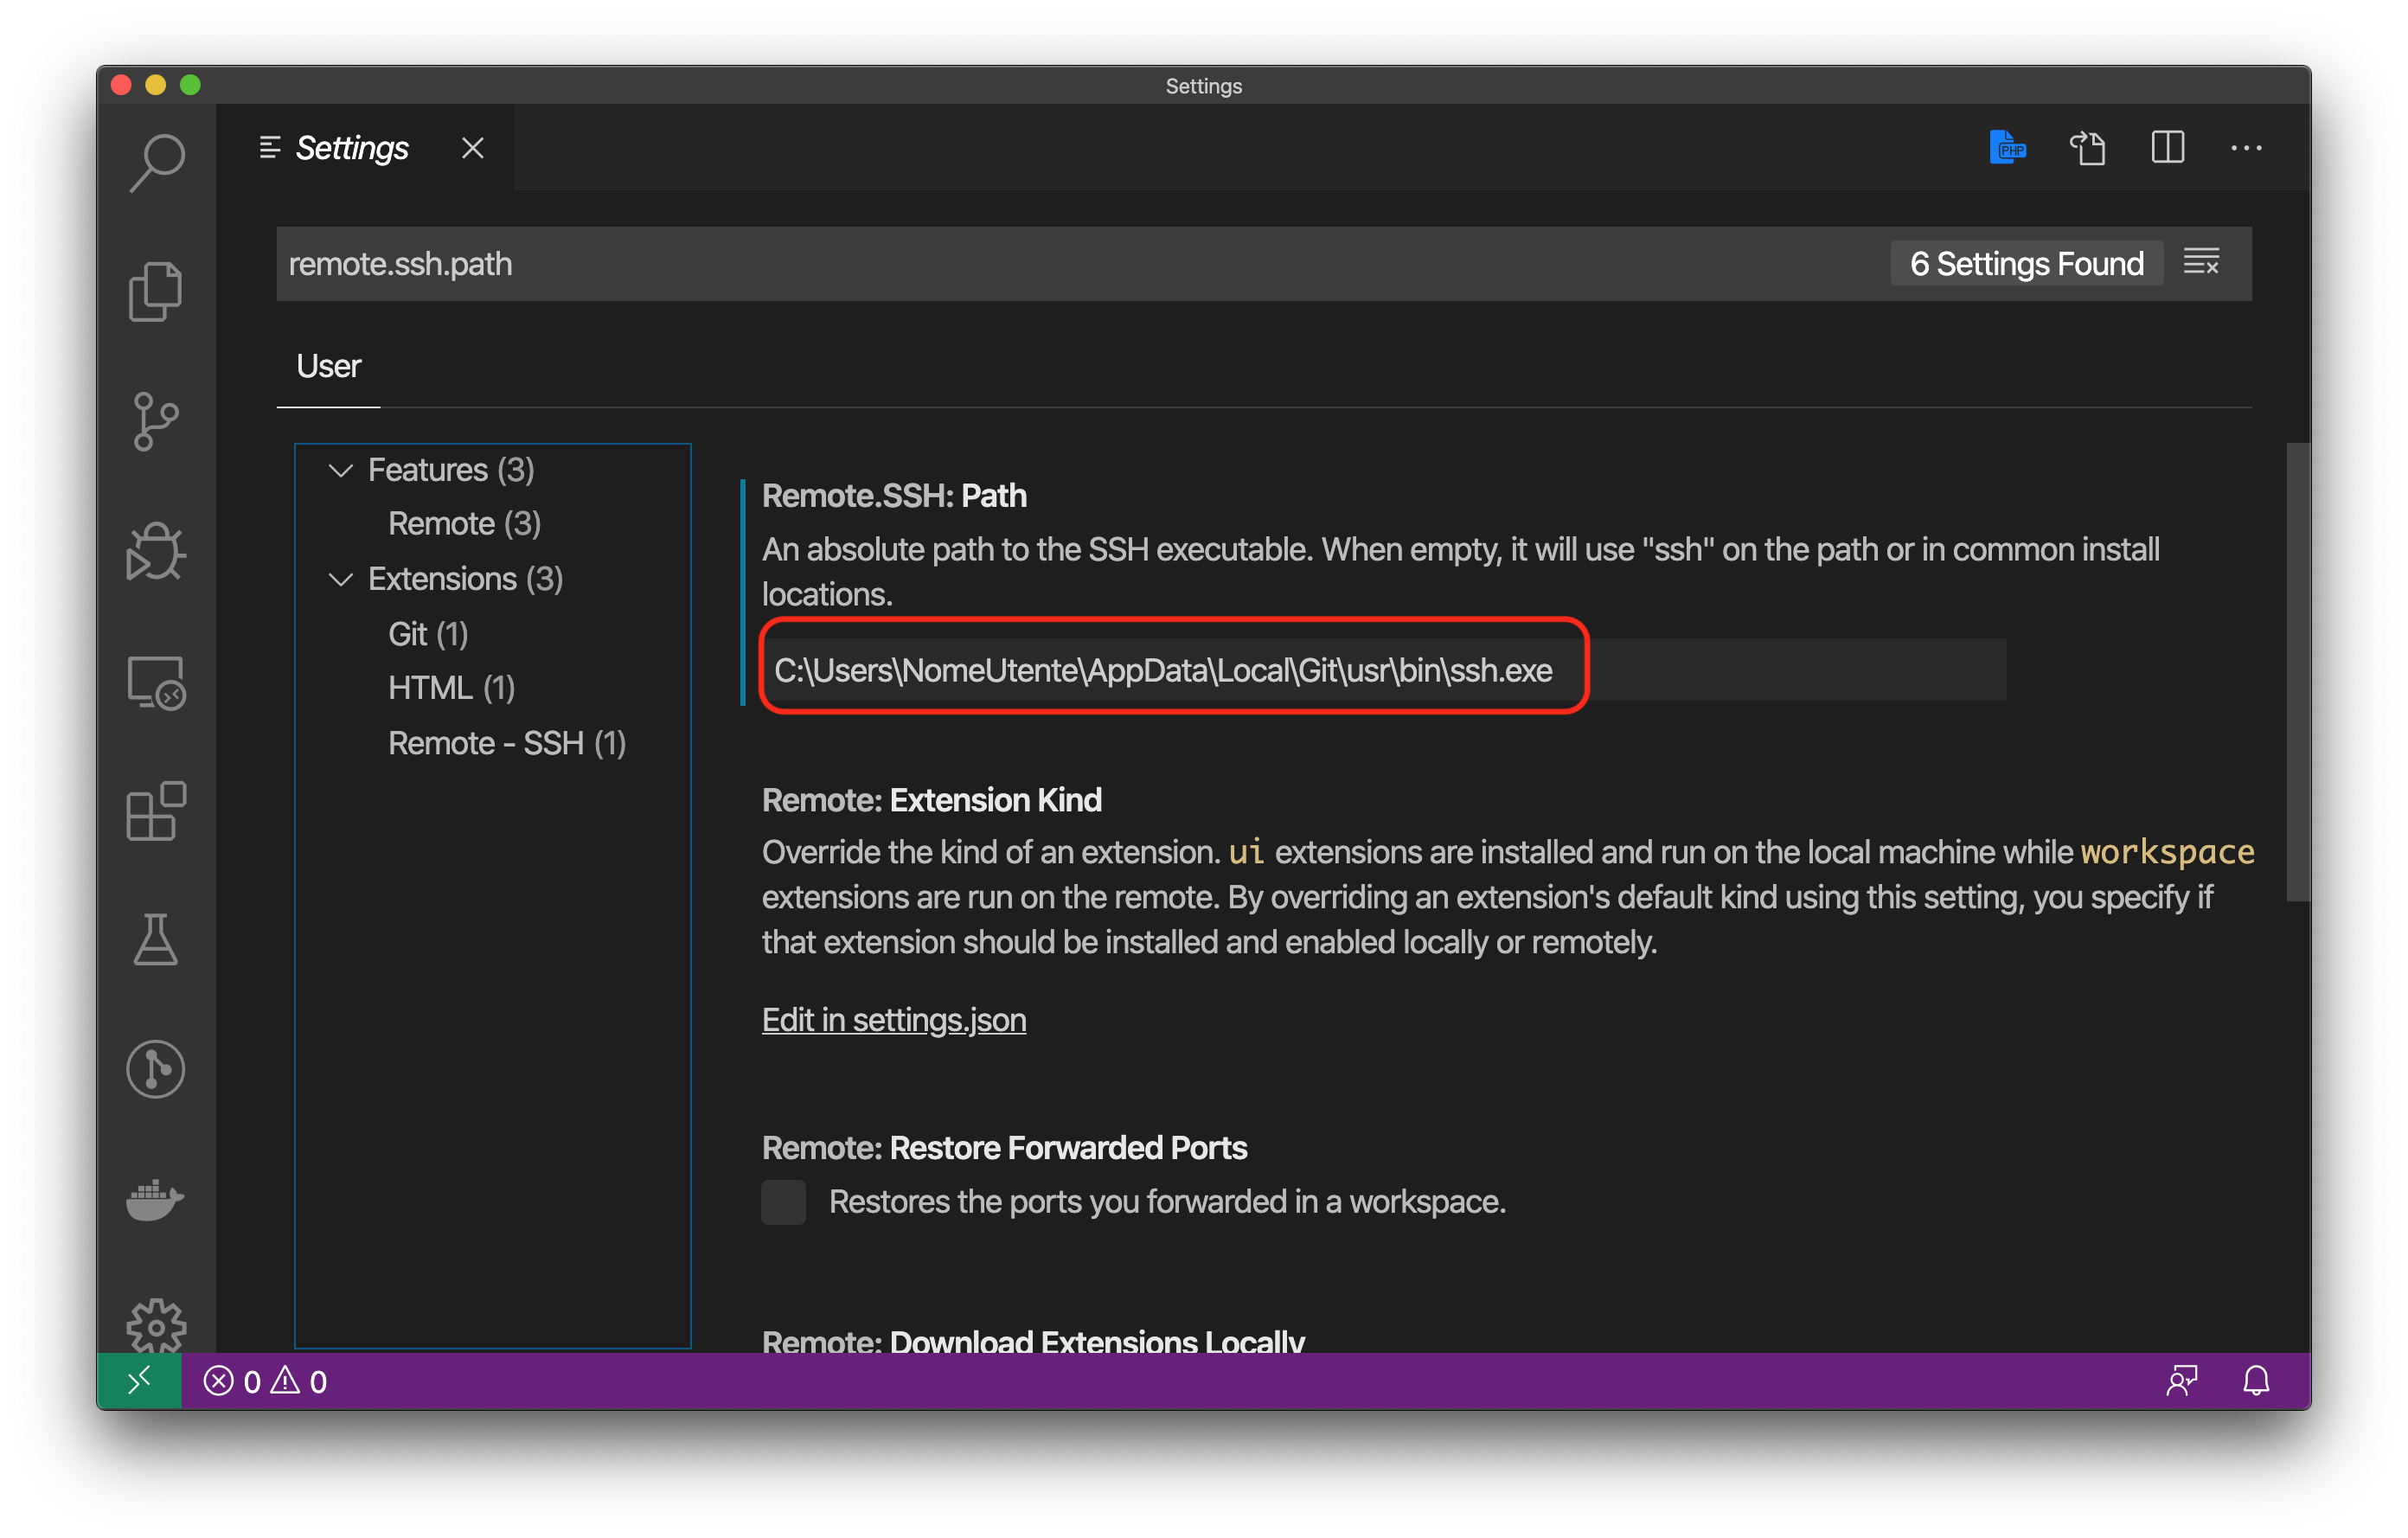 Settings
Settings
PHP
remote.ssh.path
6 Settings Found
User
Features (3)
Remote (3)
Extensions (3)
Git (1)
HTML (1)
Remote - SSH (1)
Remote.SSH: Path
An absolute path to the SSH executable. When empty, it will use "ssh" on the path or in common install
locations.
C:\Users\NomeUtente\AppData\Local\Git\usr\bin\ssh.exe
Remote: Extension Kind
Override the kind of an extension. ui extensions are installed and run on the local machine while workspace
extensions are run on the remote. By overriding an extension's default kind using this setting, you specify if
that extension should be installed and enabled locally or remotely.
Edit in settings.json
Remote: Restore Forwarded Ports
Restores the ports you forwarded in a workspace.
Remote: Download Extensions Locally
0 0